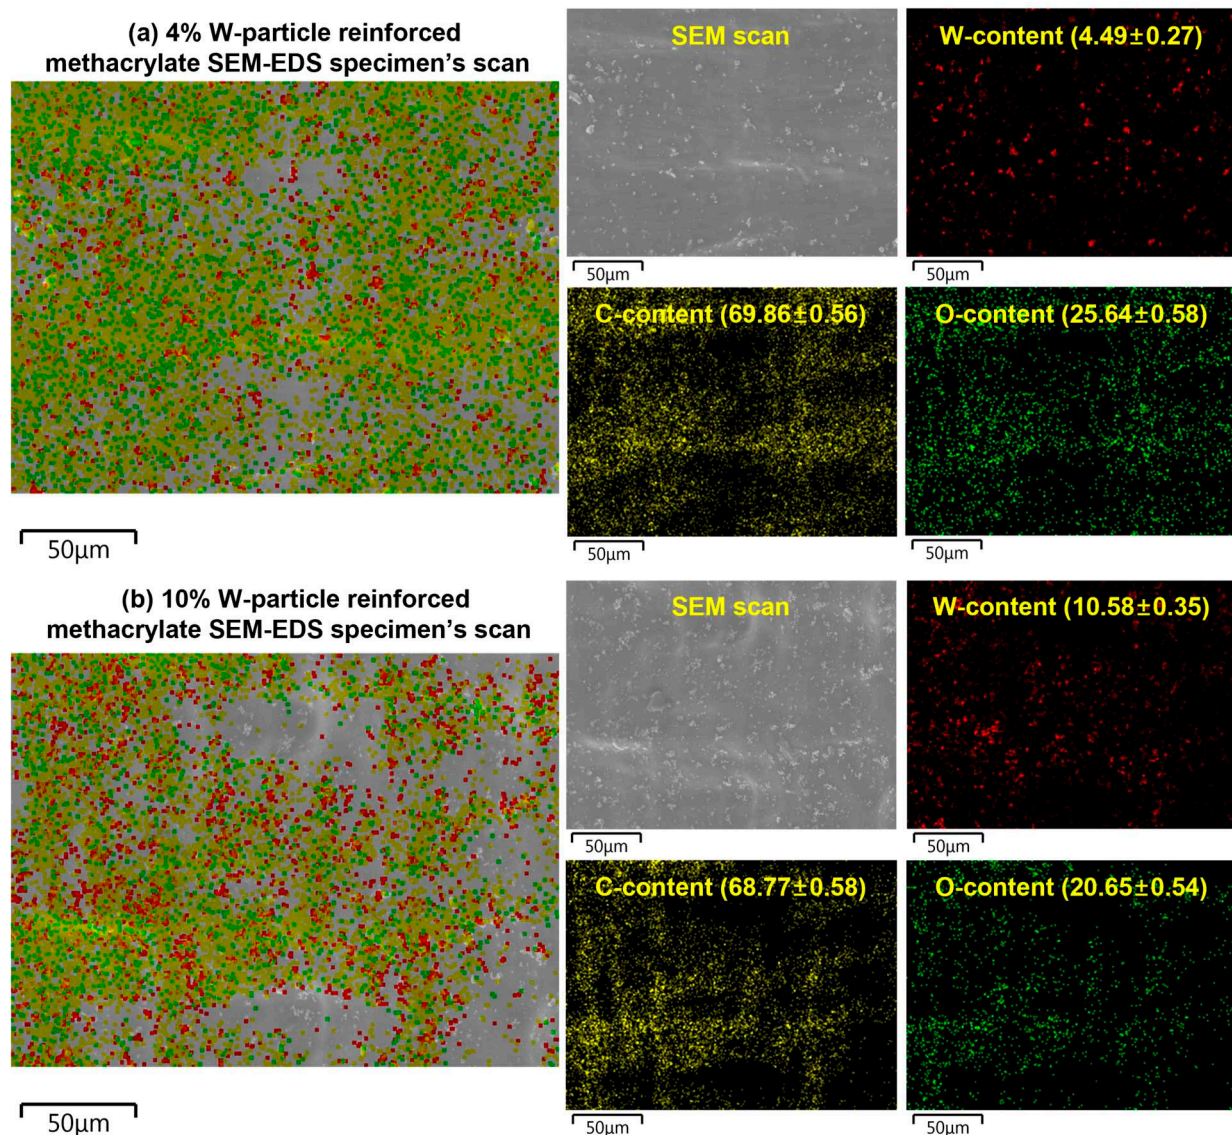 (a) 4% W-particle reinforced
methacrylate SEM-EDS specimen's scan
50μm
SEM scan
50μm
W-content (4.49±0.27)
50μm
C-content (69.86±0.56)
50μm
O-content (25.64±0.58)
50μm
(b) 10% W-particle reinforced
methacrylate SEM-EDS specimen's scan
50μm
SEM scan
50μm
W-content (10.58±0.35)
50μm
C-content (68.77±0.58)
50μm
O-content (20.65±0.54)
50μm